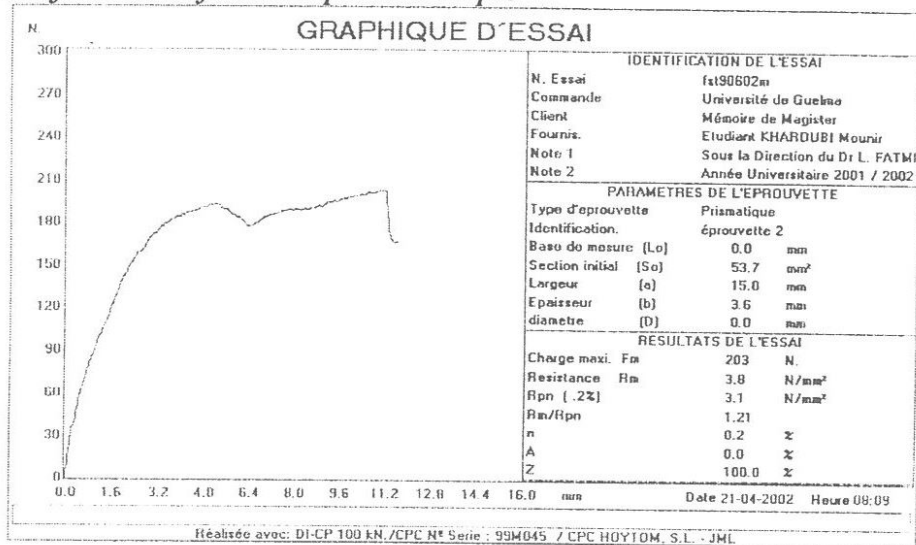 GRAPHIQUE D'ESSAI
N.
300
270
240
210
180
150
120
90
60
30
0
0.0 1.6 3.2 4.8 6.4 8.0 9.6 11.2 12.8 14.4 16.0 mm
IDENTIFICATION DE L'ESSAI
N. Essai fst90602m
Commande Université de Guelma
Client Mémoire de Magister
Fournis. Etudiant KHAROUBI Mounir
Note 1 Sous la Direction du Dr L. FATMI
Note 2 Année Universitaire 2001 / 2002
PARAMETRES DE L'EPROUVETTE
Type d'eprouvette Prismatique
Identification. éprouvette 2
Base de mesure (Lo) 0.0 mm
Section initial (So) 53.7 mm²
Largeur (a) 15.0 mm
Epaisseur (b) 3.6 mm
diametre (D) 0.0 mm
RESULTATS DE L'ESSAI
Charge maxi. Fm 203 N.
Resistance Rm 3.8 N/mm²
Rpn ( .2%) 3.1 N/mm²
Rm/Rpn 1.21
n 0.2 %
A 0.0 %
Z 100.0 %
Date 21-04-2002 Heure 08:09
Réalisée avec: DI-CP 100 kN./CPC Nº Serie : 99M045 / CPC HOYTOM, S.L. - JML